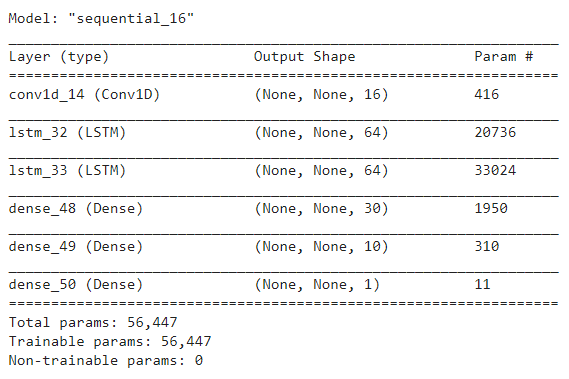 Model: "sequential_16"
Layer (type) Output Shape Param #
conv1d_14 (Conv1D) (None, None, 16) 416
lstm_32 (LSTM) (None, None, 64) 20736
lstm_33 (LSTM) (None, None, 64) 33024
dense_48 (Dense) (None, None, 30) 1950
dense_49 (Dense) (None, None, 10) 310
dense_50 (Dense) (None, None, 1) 11
Total params: 56,447
Trainable params: 56,447
Non-trainable params: 0